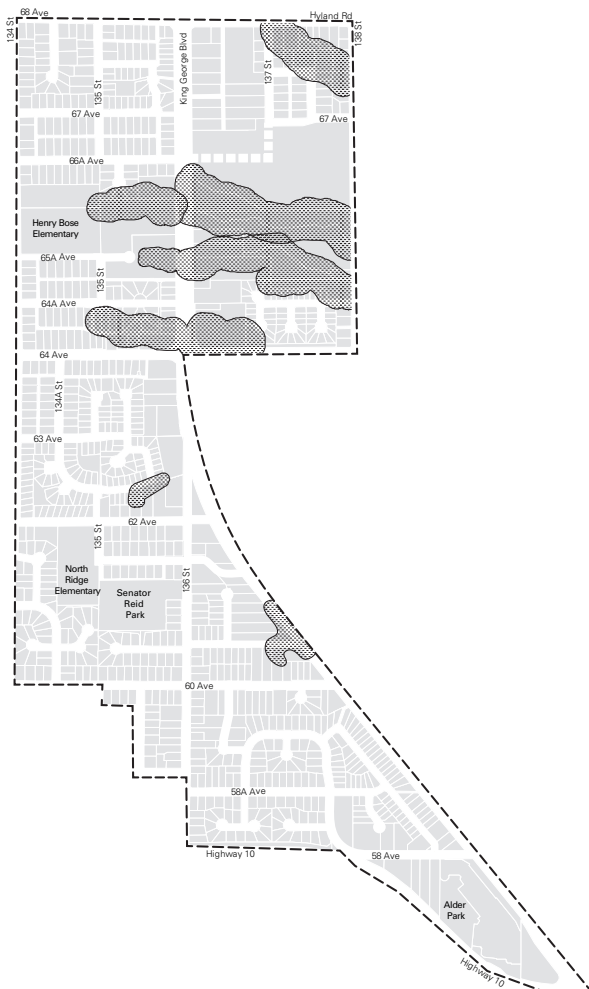 68 Ave
Hyland Rd
134 St
138 St
King George Blvd
137 St
135 St
67 Ave
67 Ave
66A Ave
Henry Bose
Elementary
65A Ave
135 St
64A Ave
64 Ave
134A St
63 Ave
62 Ave
135 St
North
Ridge
Elementary
136 St
Senator
Reid
Park
60 Ave
58A Ave
Highway 10
58 Ave
Alder
Park
Highway 10